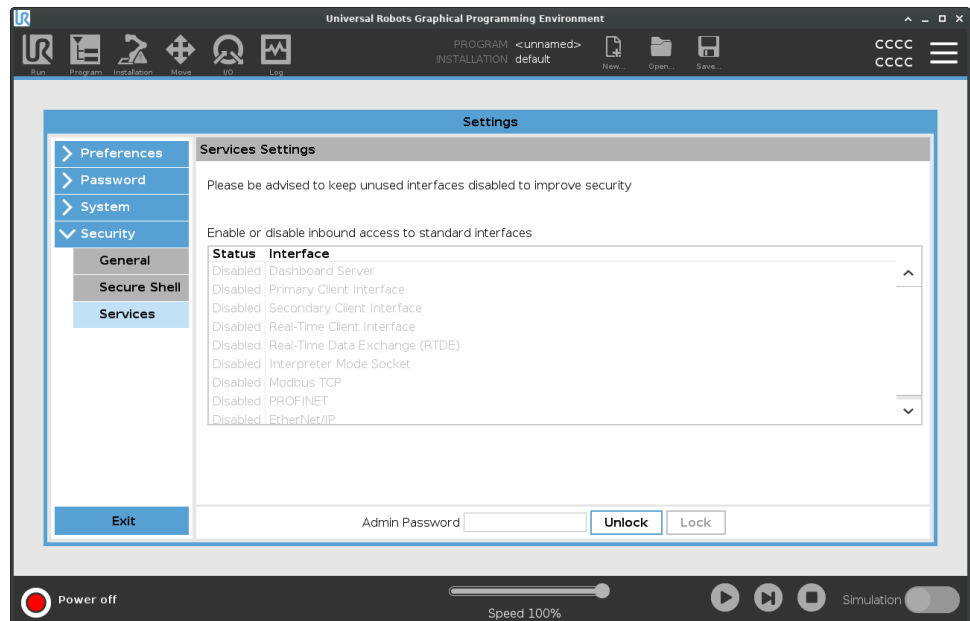 UR
Universal Robots Graphical Programming Environment
UR
Run
Program
Installation
Move
I/O
Log
PROGRAM <unnamed>
INSTALLATION default
New...
Open...
Save...
CCCC
CCCC
Settings
Preferences
Password
System
Security
General
Secure Shell
Services
Exit
Services Settings
Please be advised to keep unused interfaces disabled to improve security
Enable or disable inbound access to standard interfaces
Status Interface
Disabled Dashboard Server
Disabled Primary Client Interface
Disabled Secondary Client Interface
Disabled Real-Time Client Interface
Disabled Real-Time Data Exchange (RTDE)
Disabled Interpreter Mode Socket
Disabled Modbus TCP
Disabled PROFINET
Disabled EtherNet/IP
Admin Password Unlock Lock
Power off
Speed 100%
Simulation